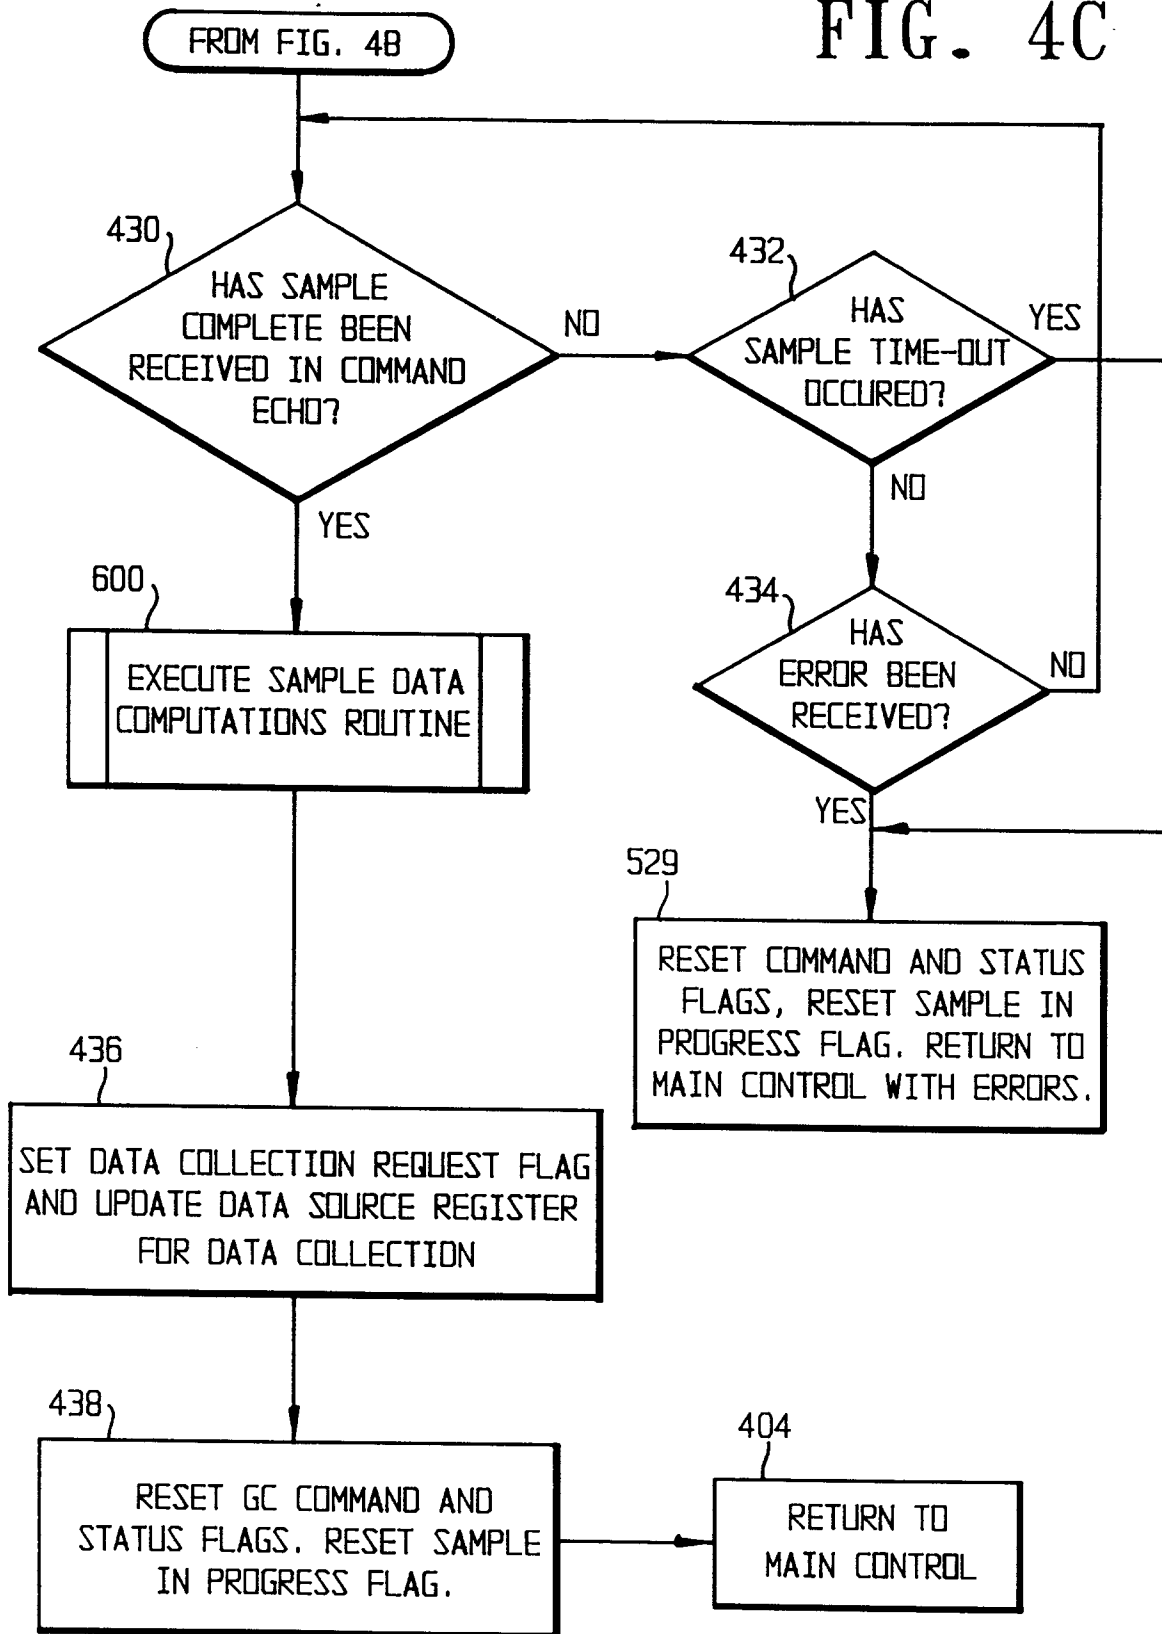 FROM FIG. 4B
FIG. 4C
430
HAS SAMPLE
COMPLETE BEEN
RECEIVED IN COMMAND
ECHO?
NO
YES
432
HAS
SAMPLE TIME-OUT
OCCURED?
YES
NO
434
HAS
ERROR BEEN
RECEIVED?
NO
YES
600
EXECUTE SAMPLE DATA
COMPUTATIONS ROUTINE
529
RESET COMMAND AND STATUS
FLAGS, RESET SAMPLE IN
PROGRESS FLAG. RETURN TO
MAIN CONTROL WITH ERRORS.
436
SET DATA COLLECTION REQUEST FLAG
AND UPDATE DATA SOURCE REGISTER
FOR DATA COLLECTION
438
RESET GC COMMAND AND
STATUS FLAGS. RESET SAMPLE
IN PROGRESS FLAG.
404
RETURN TO
MAIN CONTROL